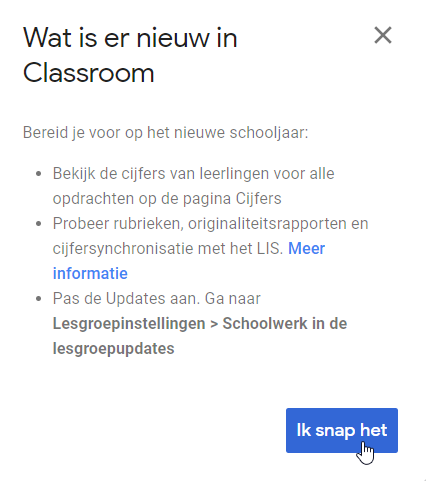 Wat is er nieuw in
Classroom
Bereid je voor op het nieuwe schooljaar:
• Bekijk de cijfers van leerlingen voor alle
opdrachten op de pagina Cijfers
• Probeer rubrieken, originaliteitsrapporten en
cijfersynchronisatie met het LIS. Meer
informatie
• Pas de Updates aan. Ga naar
Lesgroepinstellingen > Schoolwerk in de
lesgroepupdates
Ik snap het